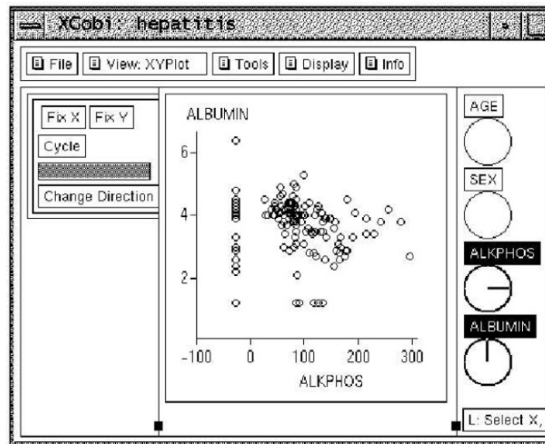 XGobi: hepatitis
File View: XYPlot Tools Display Info
Fix X Fix Y
Cycle
Change Direction
ALBUMIN
6
4
2
-100 0 100 200 300
ALKPHOS
AGE
SEX
ALKPHOS
ALBUMIN
L: Select X,